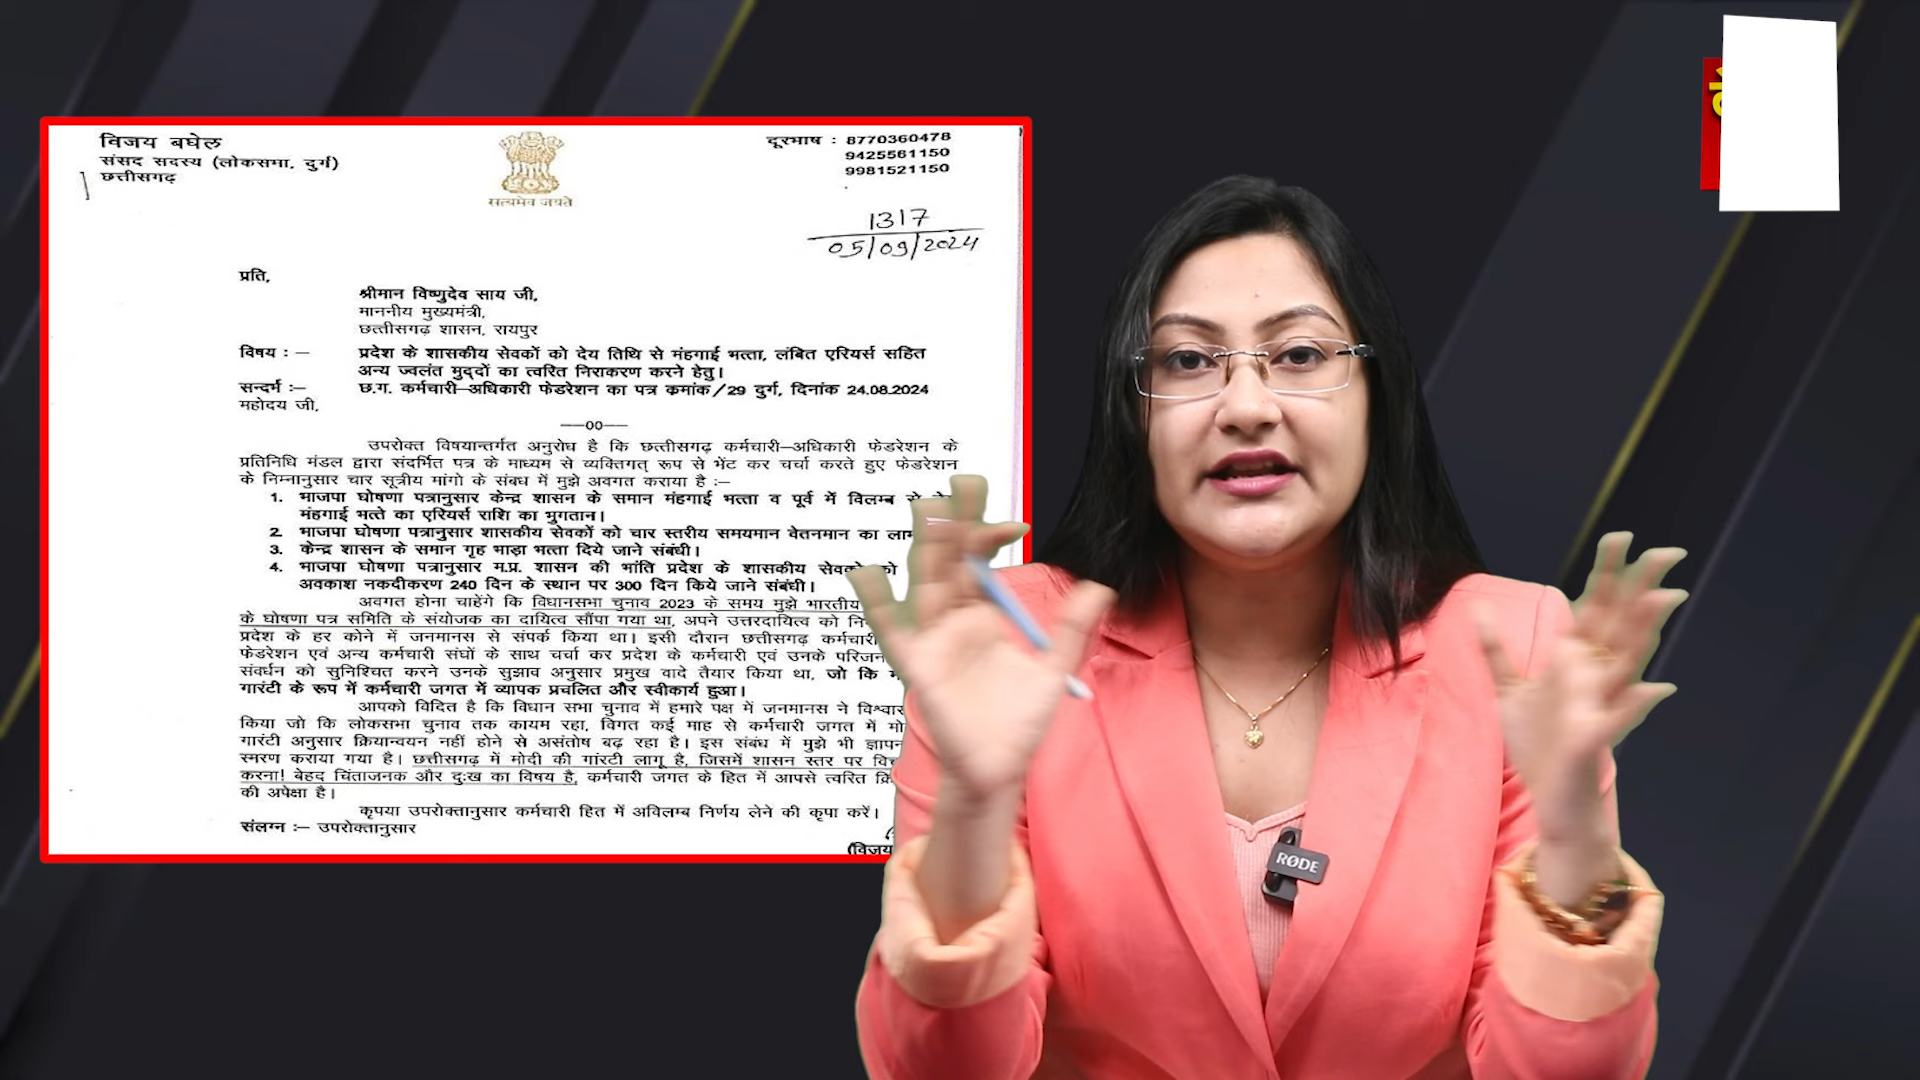 विजय बघेल
संसद सदस्य (लोकसभा, दुर्ग)
छत्तीसगढ़
सत्यमेव जयते
दूरभाष : 8770360478
9425561150
9981521150
1317
05/09/2024
प्रति,
श्रीमान विष्णुदेव साय जी,
माननीय मुख्यमंत्री,
छत्तीसगढ़ शासन, रायपुर
विषय : — प्रदेश के शासकीय सेवकों को देय तिथि से मंहगाई भत्ता, लंबित एरियर्स सहित
अन्य ज्वलंत मुद्दों का त्वरित निराकरण करने हेतु।
सन्दर्भ :– छ.ग. कर्मचारी–अधिकारी फेडरेशन का पत्र कमांक/29 दुर्ग, दिनांक 24.08.2024
महोदय जी,
—00—
उपरोक्त विषयान्तर्गत अनुरोध है कि छत्तीसगढ़ कर्मचारी–अधिकारी फेडरेशन के
प्रतिनिधि मंडल द्वारा संदर्भित पत्र के माध्यम से व्यक्तिगत् रूप से भेंट कर चर्चा करते हुए फेडरेशन
के निम्नानुसार चार सूत्रीय मांगो के संबध में मुझे अवगत कराया है :–
1. भाजपा घोषणा पत्रानुसार केन्द्र शासन के समान मंहगाई भत्ता व पूर्व में विलम्ब से
मंहगाई भत्ते का एरियर्स राशि का भुगतान।
2. भाजपा घोषणा पत्रानुसार शासकीय सेवकों को चार स्तरीय समयमान वेतनमान का
3. केन्द्र शासन के समान गृह भाड़ा भत्ता दिये जाने संबंधी।
4. भाजपा घोषणा पत्रानुसार म.प्र. शासन की भांति प्रदेश के शासकीय सेवकों को
अवकाश नकदीकरण 240 दिन के स्थान पर 300 दिन किये जाने संबंधी।
अवगत होना चाहेंगे कि विधानसभा चुनाव 2023 के समय मुझे भारतीय
के घोषणा पत्र समिति के संयोजक का दायित्व सौंपा गया था, अपने उत्तरदायित्व को
प्रदेश के हर कोने में जनमानस से संपर्क किया था। इसी दौरान छत्तीसगढ़ कर्मचारी
फेडरेशन एवं अन्य कर्मचारी संघों के साथ चर्चा कर प्रदेश के कर्मचारी एवं उनके
संवर्धन को सुनिश्चित करने उनके सुझाव अनुसार प्रमुख वादे तैयार किया था, जो कि
गारंटी के रूप में कर्मचारी जगत में व्यापक प्रचलित और स्वीकार्य हुआ।
आपको विदित है कि विधान सभा चुनाव में हमारे पक्ष में जनमानस ने
किया जो कि लोकसभा चुनाव तक कायम रहा, विगत कई माह से कर्मचारी जगत में
गारंटी अनुसार क्रियान्वयन नहीं होने से असंतोष बढ़ रहा है। इस संबंध में मुझे भी
स्मरण कराया गया है। छत्तीसगढ़ में मोदी की गांरटी लागू है, जिसमें शासन स्तर पर
करना! बेहद चिंताजनक और दुःख का विषय है, कर्मचारी जगत के हित में आपसे त्वरित
की अपेक्षा है।
कृपया उपरोक्तानुसार कर्मचारी हित में अविलम्ब निर्णय लेने की कृपा करें।
संलग्न :– उपरोक्तानुसार
(विजय
RØDE